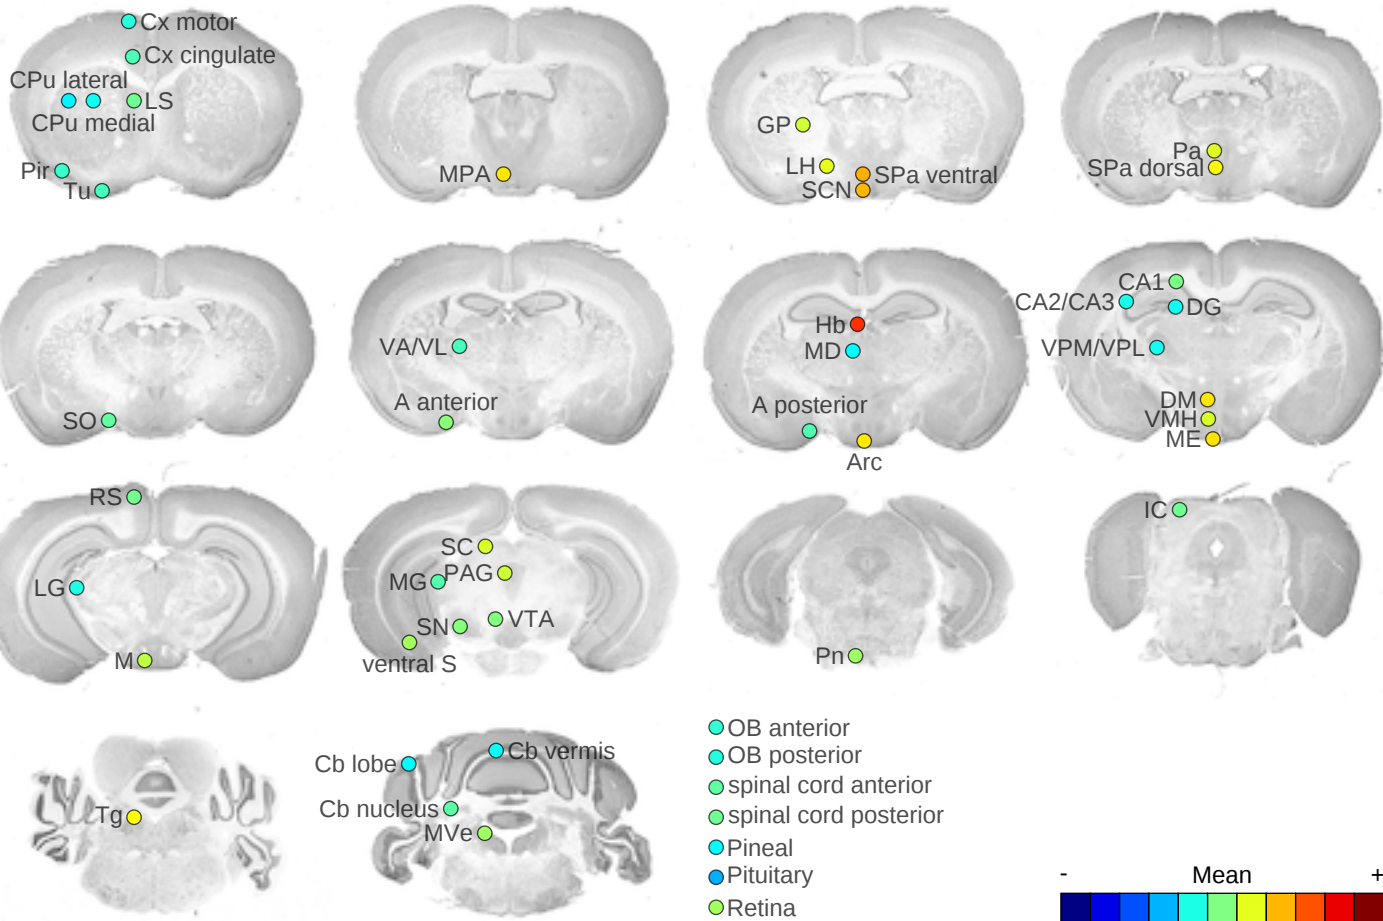 Cx motor
Cx cingulate
CPu lateral
LS
CPu medial
Pir
Tu
MPA
GP
LH
SPa ventral
SCN
Pa
SPa dorsal
SO
VA/VL
A anterior
Hb
MD
A posterior
Arc
CA1
CA2/CA3
DG
VPM/VPL
DM
VMH
ME
RS
LG
M
SC
MG
PAG
SN
VTA
ventral S
Pn
IC
Tg
Cb lobe
Cb vermis
Cb nucleus
MVe
OB anterior
OB posterior
spinal cord anterior
spinal cord posterior
Pineal
Pituitary
Retina
- Mean +